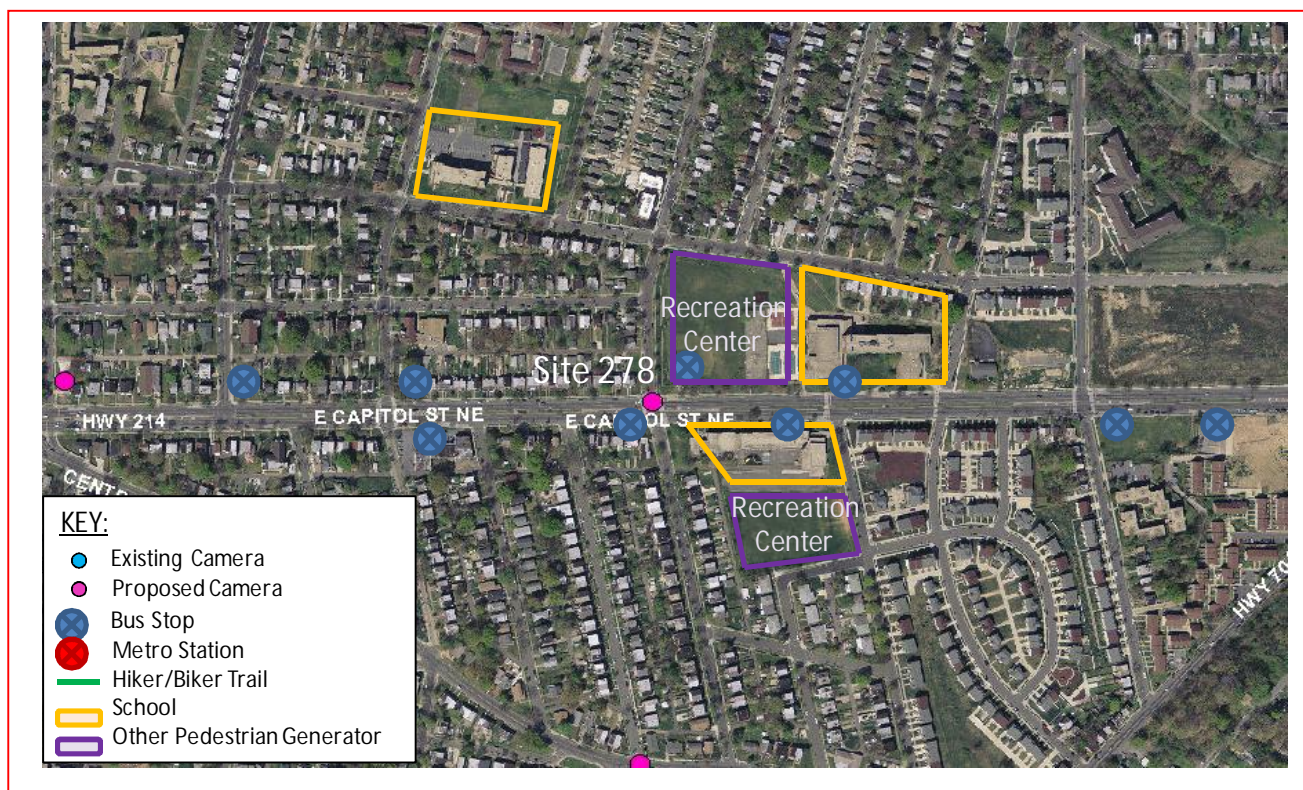 Recreation
Center
Site 278
HWY 214
E CAPITOL ST NE
E CAPITOL ST NE
Recreation
Center
KEY:
Existing Camera
Proposed Camera
Bus Stop
Metro Station
Hiker/Biker Trail
School
Other Pedestrian Generator